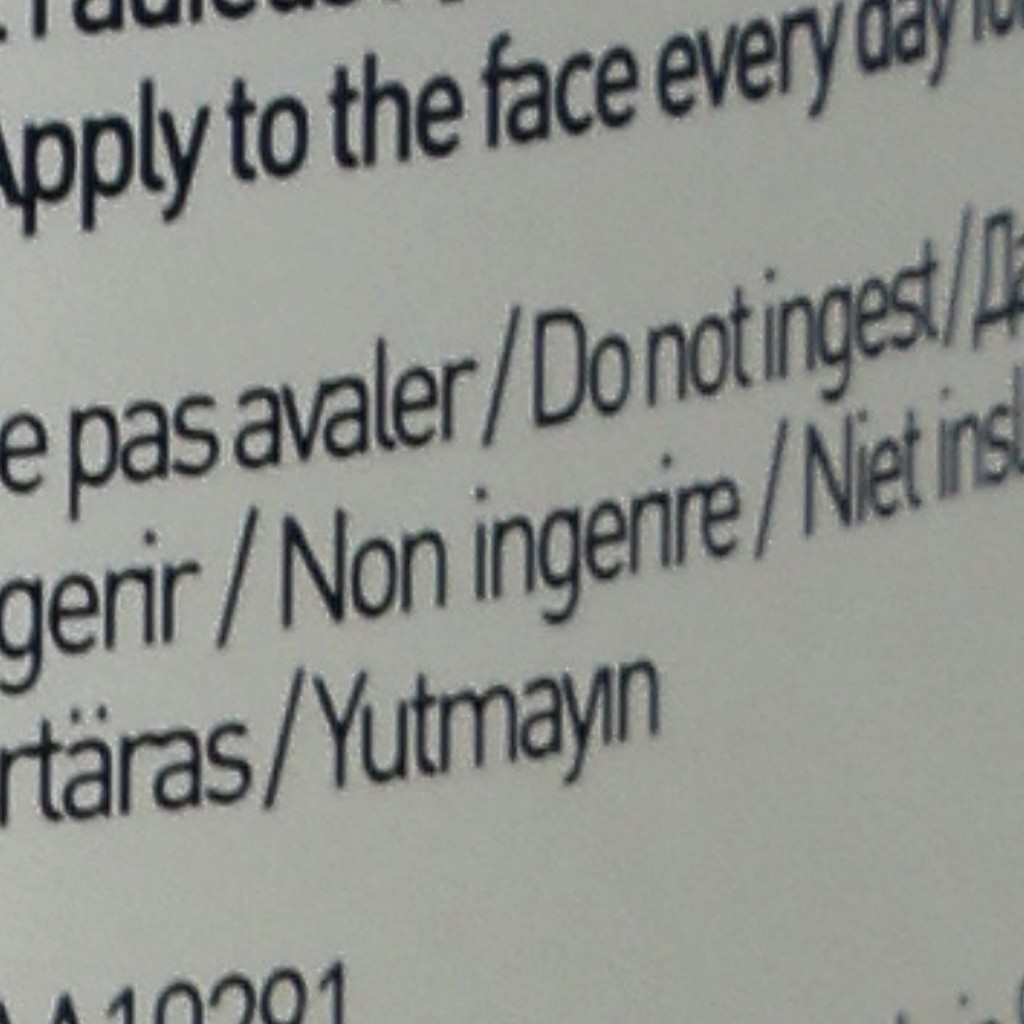 Apply to the face every day
e pas avaler / Do not ingest /
gerir / Non ingerire / Niet
rtäras / Yutmayın